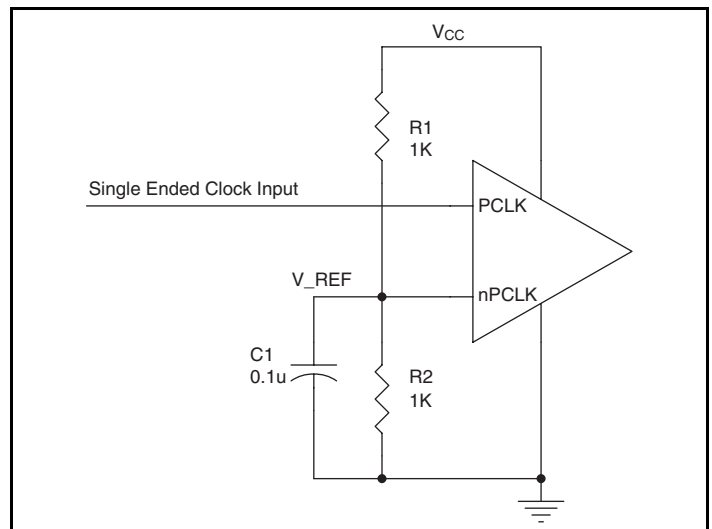 VCC
R1
1K
Single Ended Clock Input
PCLK
V_REF
nPCLK
C1
0.1u
R2
1K